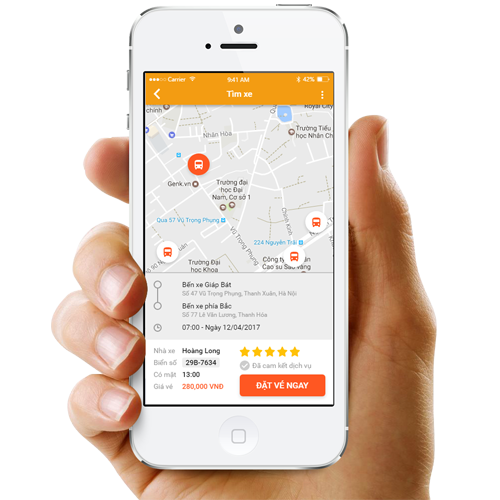 Carrier 9:41 AM 42%
Tìm xe
chinh
Royal City
Nhân Hòa
Trường Tiểu
học Nhân Ch
Genk.vn
Trường đại
học Đại
Nam, Cơ số 1
Qua 57 Vũ Trọng Phụng
Chính Kinh
Vũ Trọng Phụng
224 Nguyễn Trãi
Trường đại
học Khoa
Công ty
Cao su Sao vàng
Bến xe Giáp Bát
Số 47 Vũ Trọng Phụng, Thanh Xuân, Hà Nôi
Bến xe phía Bắc
Số 77 Lê Văn Lương, Thanh Hóa
07:00 - Ngày 12/04/2017
Nhà xe Hoàng Long
Biển số 29B-7634
Đã cam kết dịch vụ
Có mặt 13:00
Giá vé 280,000 VNĐ
ĐẶT VÉ NGAY